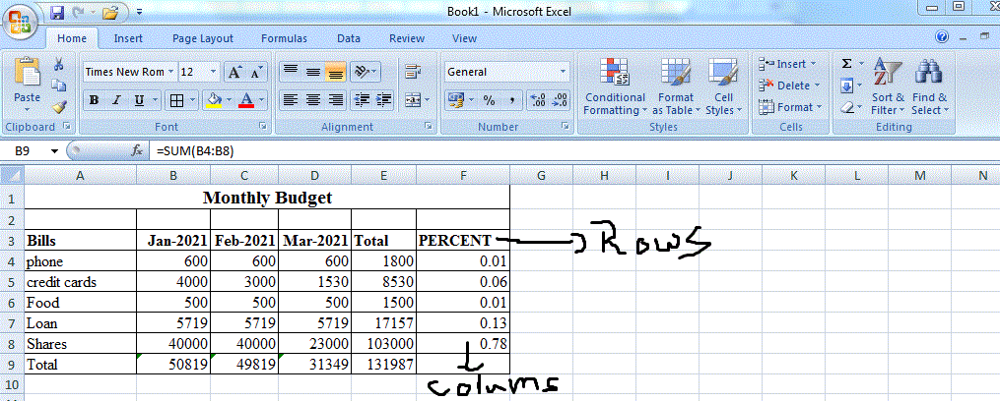 Book1 - Microsoft Excel
Home Insert Page Layout Formulas Data Review View
Paste Times New Rom 12 A A General Conditional Formatting Format as Table Cell Styles Insert Delete Format Σ Sort & Filter Find & Select
B I U A % ,
Clipboard Font Alignment Number Styles Cells Editing
B9 fx =SUM(B4:B8)
A B C D E F G H I J K L M N
1 Monthly Budget
2
3 Bills Jan-2021 Feb-2021 Mar-2021 Total PERCENT Rows
4 phone 600 600 600 1800 0.01
5 credit cards 4000 3000 1530 8530 0.06
6 Food 500 500 500 1500 0.01
7 Loan 5719 5719 5719 17157 0.13
8 Shares 40000 40000 23000 103000 0.78
9 Total 50819 49819 31349 131987
10 colums